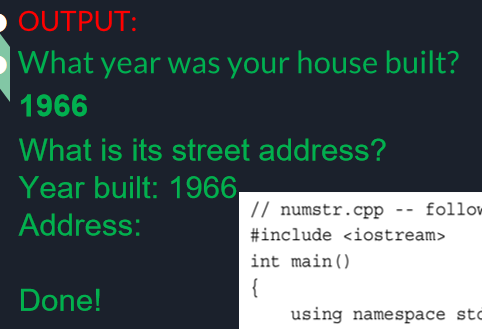 OUTPUT:
What year was your house built?
1966
What is its street address?
Year built: 1966
Address:
Done!
// numstr.cpp -- follow
#include <iostream>
int main()
{
using namespace std